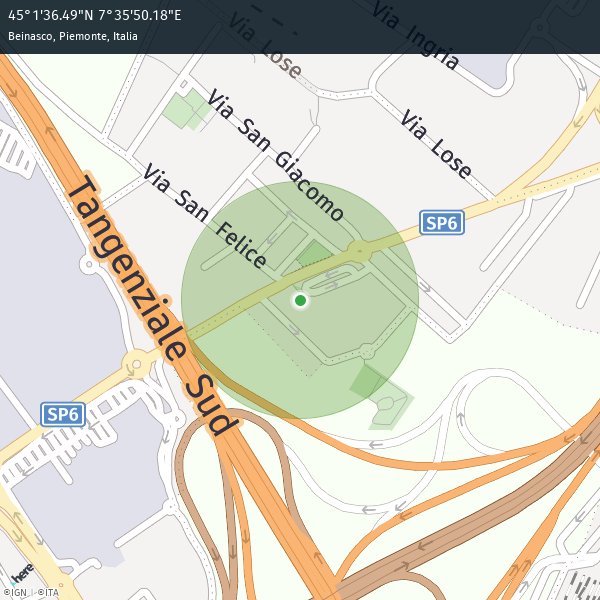 45°1'36.49"N 7°35'50.18"E
Beinasco, Piemonte, Italia
Via Lose
Via Ingria
Via San Giacomo
Via Lose
Via San Felice
SP6
Tangenziale Sud
SP6
here
©IGN | ©ITA